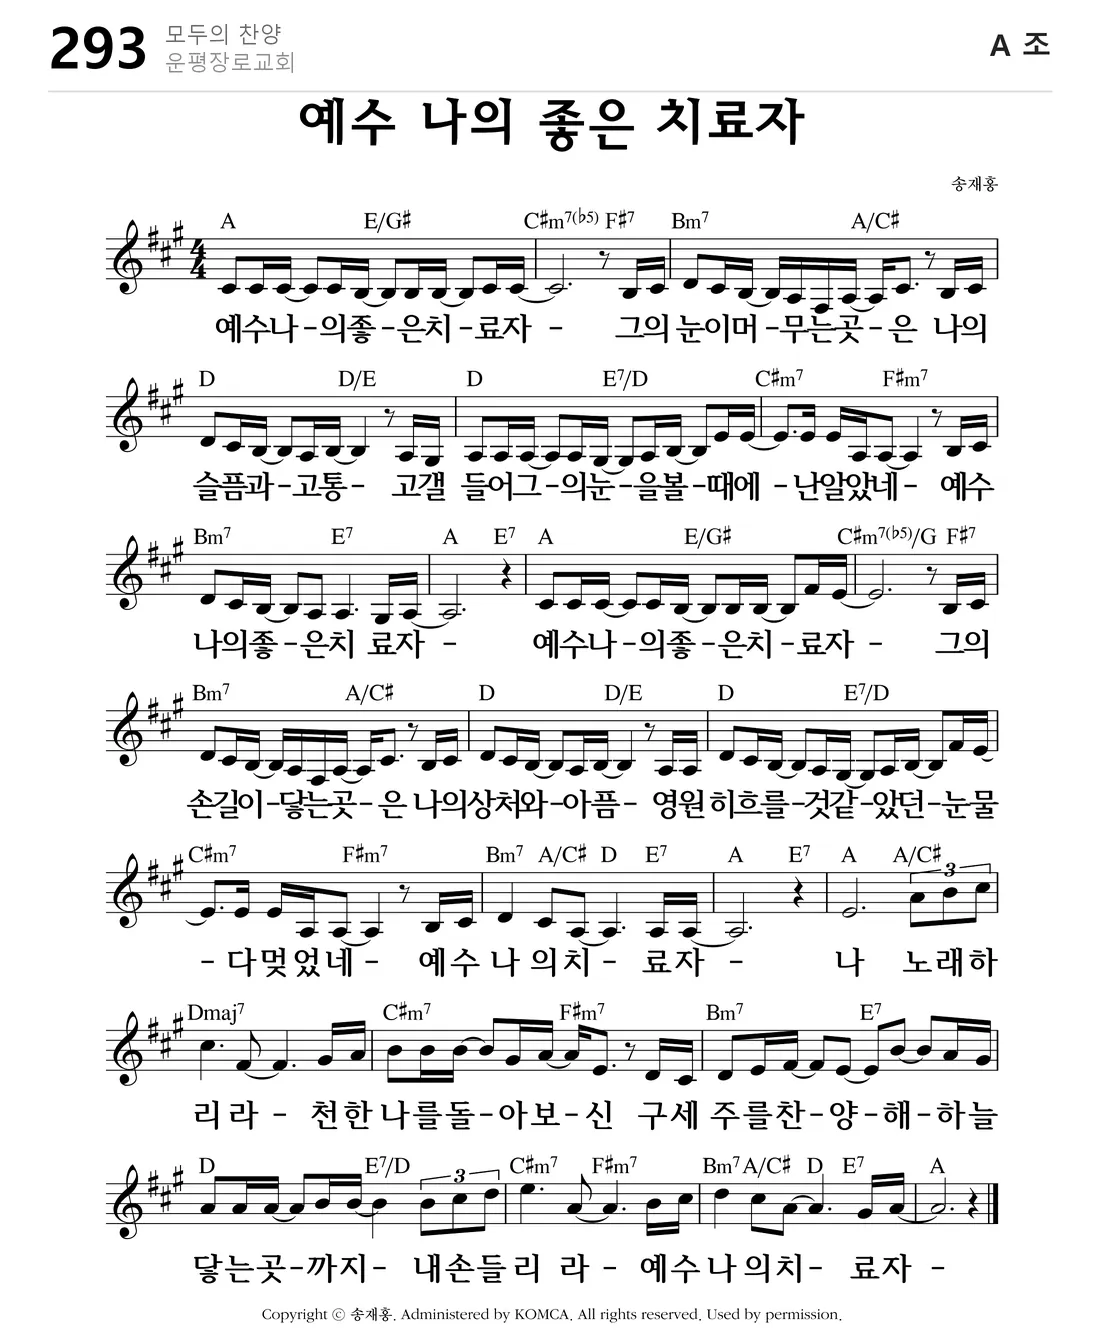 293 모두의 찬양
운평장로교회
A 조
예수 나의 좋은 치료자
송재홍
A E/G♯ C♯m7(♭5) F♯7 Bm7 A/C♯
예수나-의좋-은치-료자 - 그의눈이머-무는곳-은 나의
D D/E D E7/D C♯m7 F♯m7
슬픔과-고통- 고갤 들어그-의눈-을볼-때에 -난알았네- 예수
Bm7 E7 A E7 A E/G♯ C♯m7(♭5)/G F♯7
나의좋-은치 료자 - 예수나-의좋-은치-료자 - 그의
Bm7 A/C♯ D D/E D E7/D
손길이-닿는곳-은 나의상처와-아픔- 영원히흐를-것같-았던-눈물
C♯m7 F♯m7 Bm7 A/C♯ D E7 A E7 A A/C♯
3
-다멎었네- 예수나의치- 료자 - 나 노래하
Dmaj7 C♯m7 F♯m7 Bm7 E7
리라- 천한나를돌-아보-신 구세주를찬-양-해-하늘
D E7/D C♯m7 F♯m7 Bm7 A/C♯ D E7 A
3
닿는곳-까지- 내손들리 라- 예수나의치- 료자 -
Copyright ⓒ 송재홍. Administered by KOMCA. All rights reserved. Used by permission.